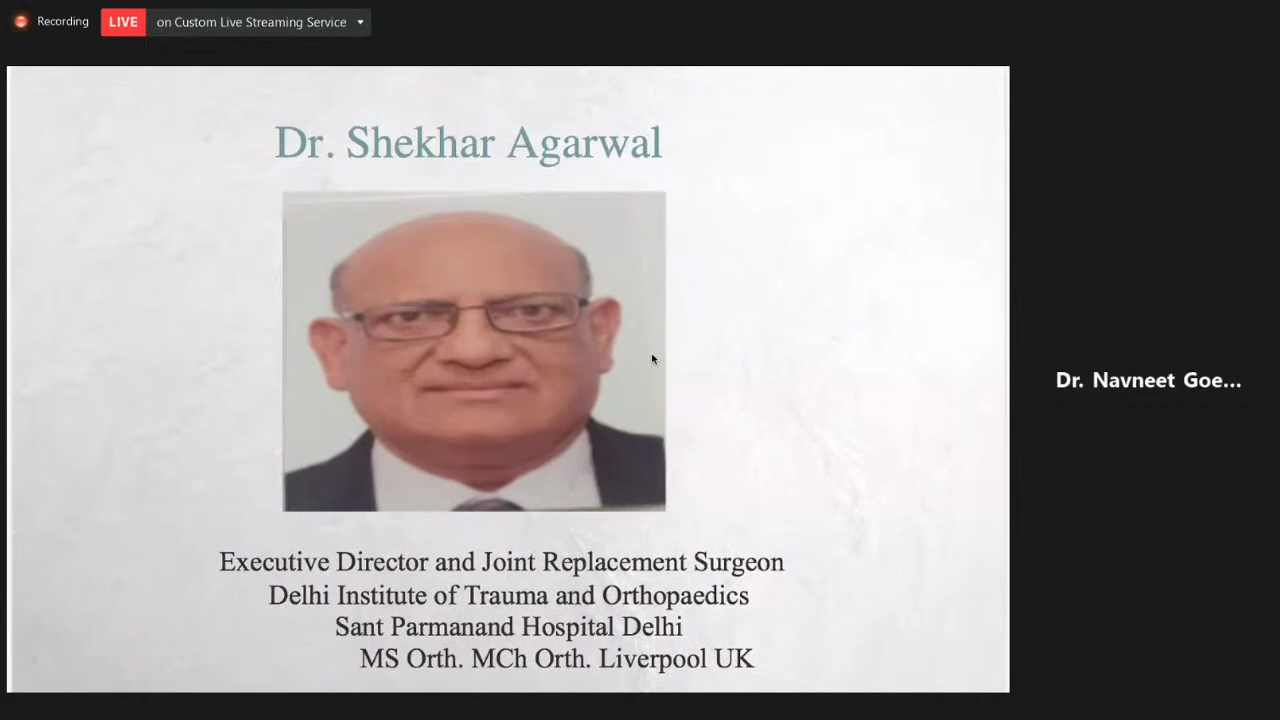 Recording
LIVE on Custom Live Streaming Service
Dr. Shekhar Agarwal
Dr. Navneet Goe...
Executive Director and Joint Replacement Surgeon
Delhi Institute of Trauma and Orthopaedics
Sant Parmanand Hospital Delhi
MS Orth. MCh Orth. Liverpool UK